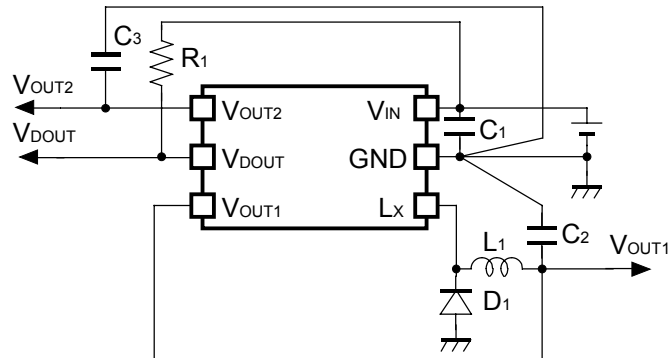 C3
R1
VOUT2
VDOUT
VOUT2
VDOUT
VOUT1
VIN
GND
LX
C1
C2
L1
D1
VOUT1